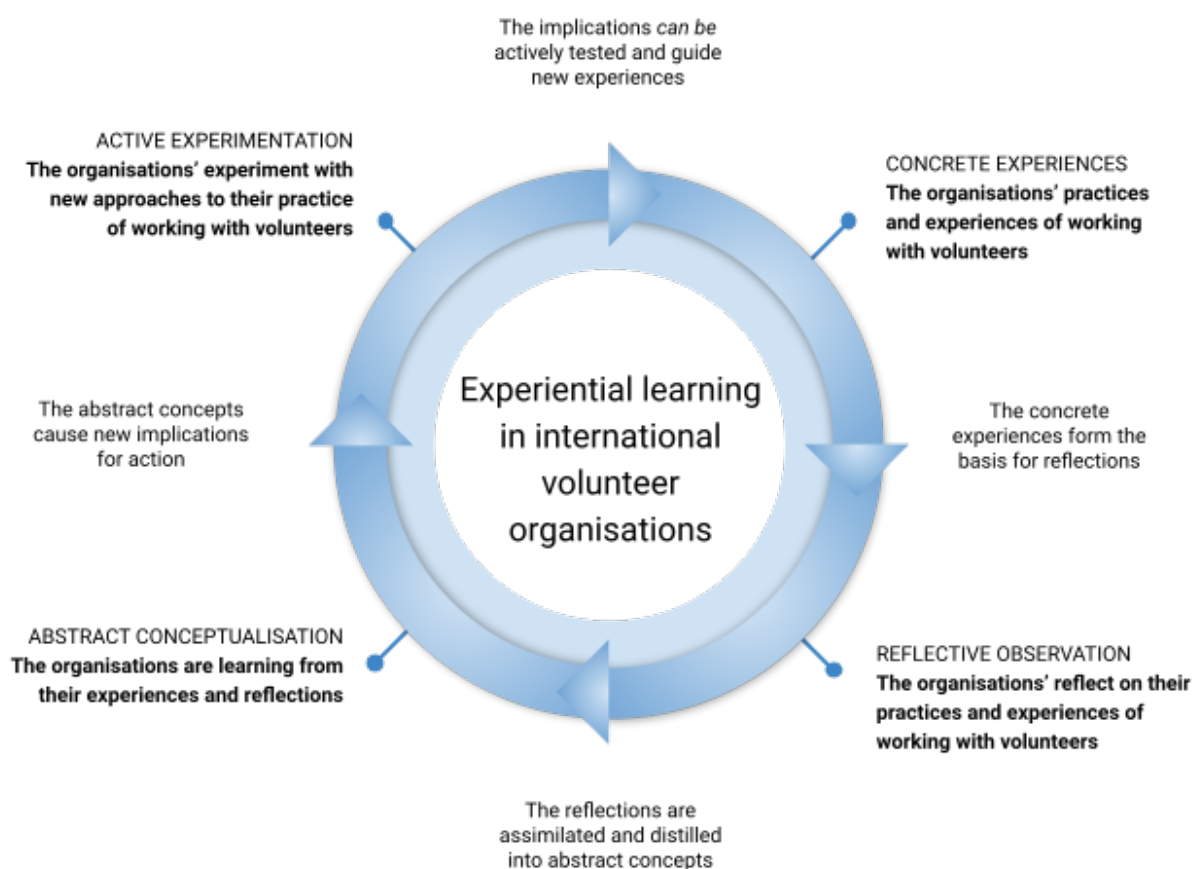 The implications can be
actively tested and guide
new experiences
ACTIVE EXPERIMENTATION
The organisations’ experiment with
new approaches to their practice
of working with volunteers
CONCRETE EXPERIENCES
The organisations’ practices
and experiences of working
with volunteers
Experiential learning
in international
volunteer
organisations
The abstract concepts
cause new implications
for action
The concrete
experiences form the
basis for reflections
ABSTRACT CONCEPTUALISATION
The organisations are learning from
their experiences and reflections
REFLECTIVE OBSERVATION
The organisations’ reflect on their
practices and experiences of
working with volunteers
The reflections are
assimilated and distilled
into abstract concepts